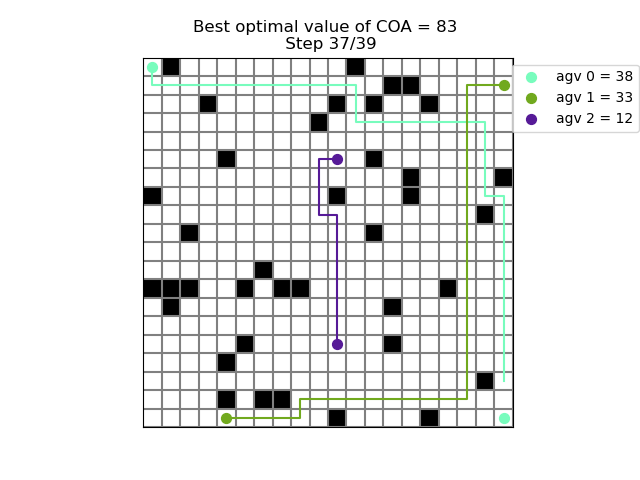 Best optimal value of COA = 83
Step 37/39
agv 0 = 38
agv 1 = 33
agv 2 = 12